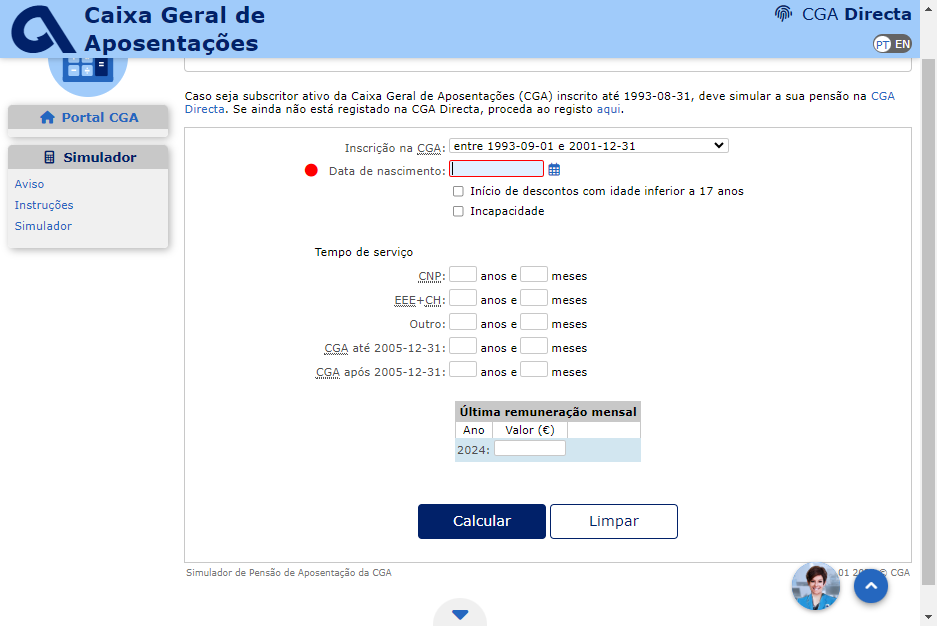 Caixa Geral de
Aposentações
CGA Directa
PT EN
Portal CGA
Simulador
Aviso
Instruções
Simulador
Caso seja subscritor ativo da Caixa Geral de Aposentações (CGA) inscrito até 1993-08-31, deve simular a sua pensão na CGA
Directa. Se ainda não está registado na CGA Directa, proceda ao registo aqui.
Inscrição na CGA: entre 1993-09-01 e 2001-12-31
Data de nascimento:
Início de descontos com idade inferior a 17 anos
Incapacidade
Tempo de serviço
CNP: anos e meses
EEE+CH: anos e meses
Outro: anos e meses
CGA até 2005-12-31: anos e meses
CGA após 2005-12-31: anos e meses
Última remuneração mensal
Ano Valor (€)
2024:
Calcular Limpar
Simulador de Pensão de Aposentação da CGA 01 © CGA